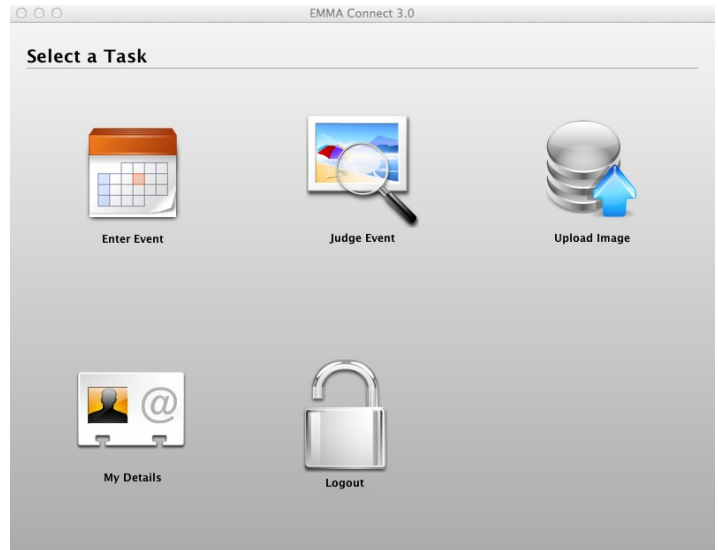 EMMA Connect 3.0
Select a Task
Enter Event
Judge Event
Upload Image
@
My Details
Logout